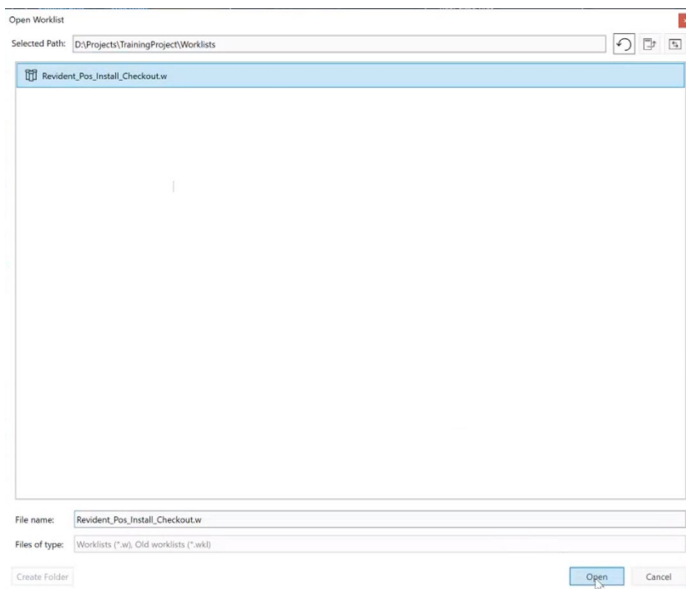 Open Worklist
Selected Path: D:\Projects\TrainingProject\Worklists
Revident_Pos_Install_Checkout.w
File name: Revident_Pos_Install_Checkout.w
Files of type: Worklists (*.w), Old worklists (*.wkl)
Create Folder Open Cancel